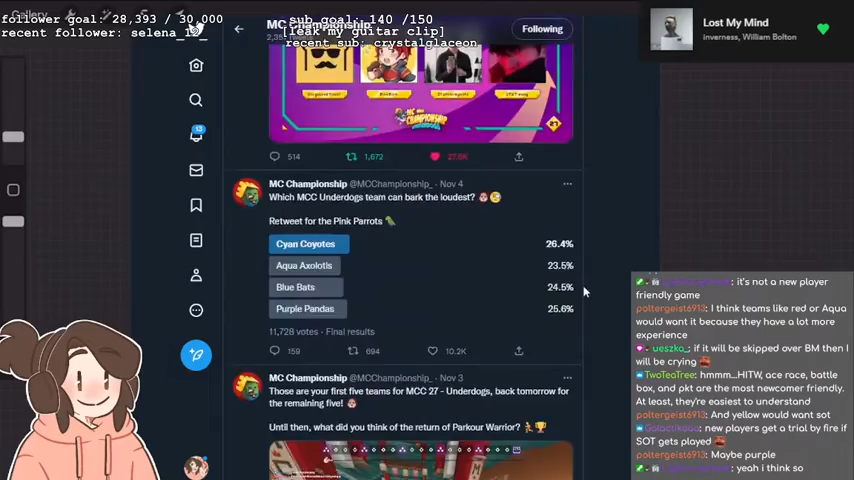 Gallery
follower goal: 28,393 / 30,000
recent follower: selena_19_
sub goal: 140 /150
[leak my guitar clip]
recent sub: crystalglaceon
MC Championship
Following
Lost My Mind
inverness, William Bolton
13
514
1,672
27.9K
MC Championship @MCChampionship_ · Nov 4
Which MCC Underdogs team can bark the loudest?
Retweet for the Pink Parrots
Cyan Coyotes 26.4%
Aqua Axolotls 23.5%
Blue Bats 24.5%
Purple Pandas 25.6%
11,728 votes · Final results
159
694
10.2K
MC Championship @MCChampionship_ · Nov 3
Those are your first five teams for MCC 27 - Underdogs, back tomorrow for
the remaining five!
Until then, what did you think of the return of Parkour Warrior?
: it's not a new player
friendly game
poltergeist6913: I think teams like red or Aqua
would want it because they have a lot more
experience
ueszka_: if it will be skipped over BM then I
will be crying
TwoTeaTree: hmmm...HITW, ace race, battle
box, and pkt are the most newcomer friendly.
At least, they're easiest to understand
poltergeist6913: And yellow would want sot
: new players get a trial by fire if
SOT gets played
poltergeist6913: Maybe purple
: yeah i think so